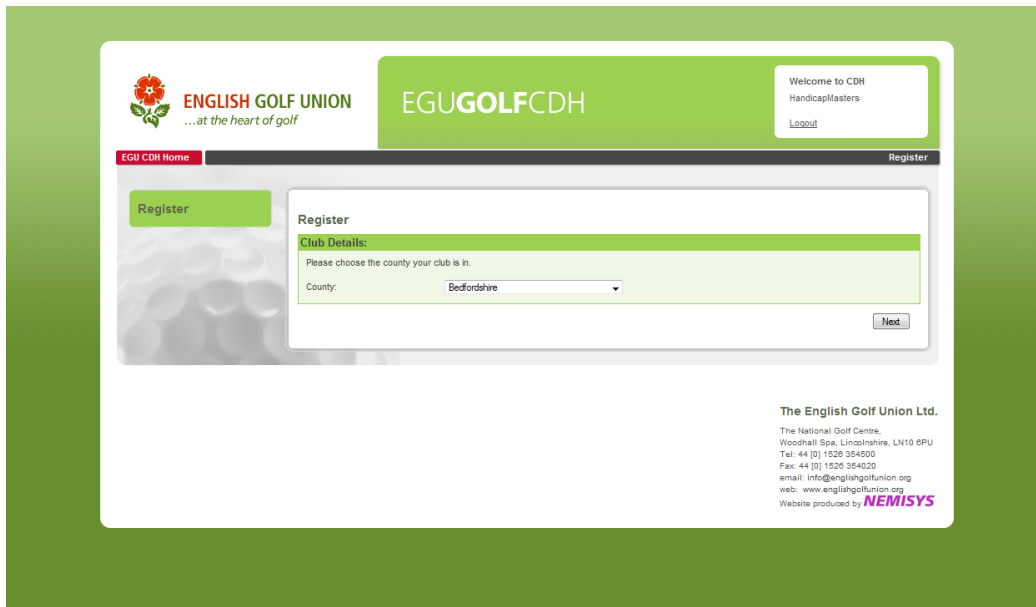 ENGLISH GOLF UNION
...at the heart of golf
EGUGOLFCDH
Welcome to CDH
HandicapMasters
Logout
EGU CDH Home
Register
Register
Register
Club Details:
Please choose the county your club is in.
County:
Bedfordshire
Next
The English Golf Union Ltd.
The National Golf Centre,
Woodhall Spa, Lincolnshire, LN10 6PU
Tel: 44 [0] 1526 354500
Fax: 44 [0] 1526 354020
email: info@englishgolfunion.org
web: www.englishgolfunion.org
Website produced by NEMISYS